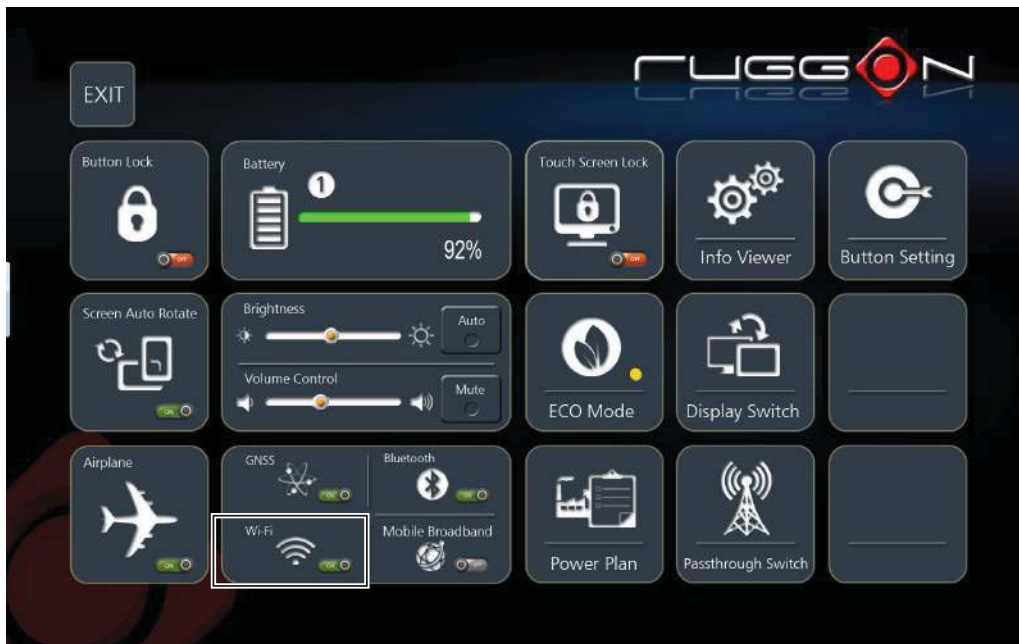 RUGGON
EXIT
Button Lock
OFF
Battery
1
92%
Touch Screen Lock
OFF
Info Viewer
Button Setting
Screen Auto Rotate
ON
Brightness
Auto
Volume Control
Mute
ECO Mode
Display Switch
Airplane
ON
GNSS
ON
Bluetooth
ON
Wi-Fi
ON
Mobile Broadband
OFF
Power Plan
Passthrough Switch